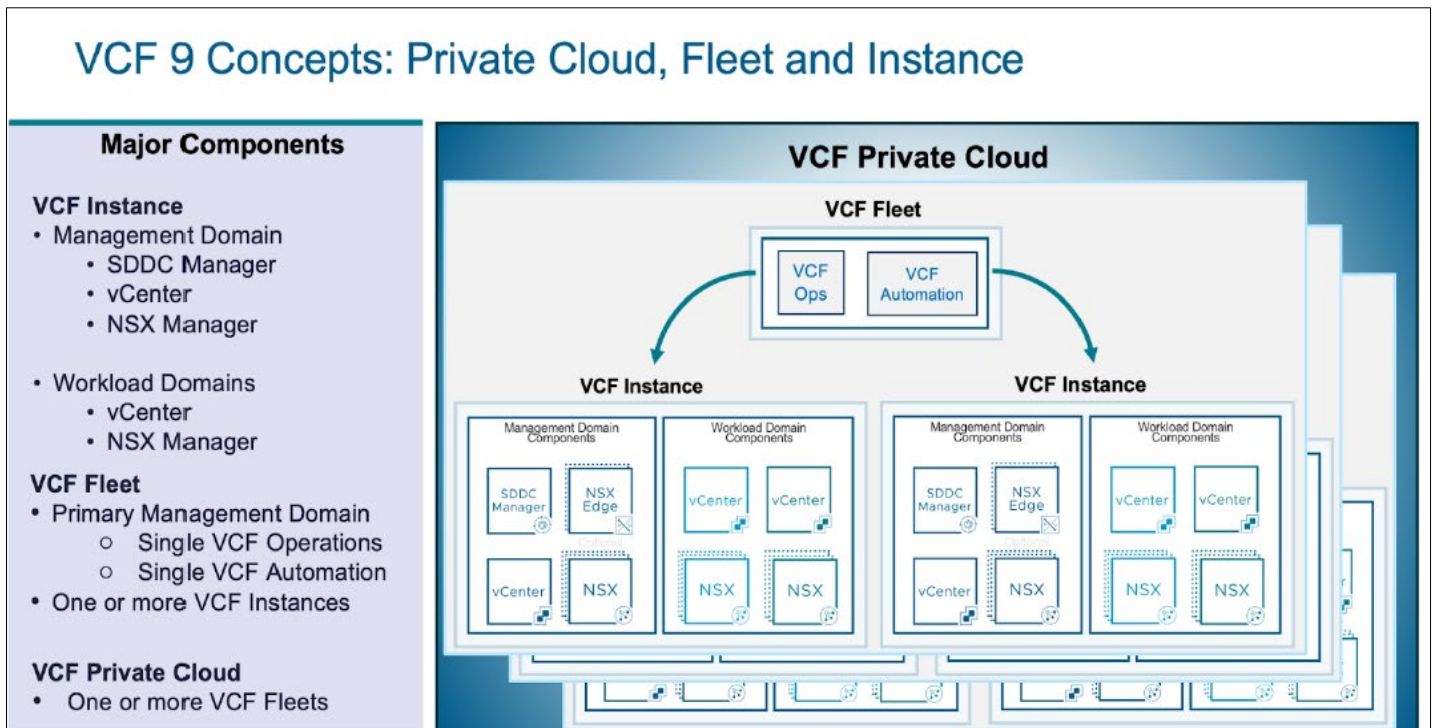 VCF 9 Concepts: Private Cloud, Fleet and Instance
Major Components
VCF Instance
• Management Domain
• SDDC Manager
• vCenter
• NSX Manager
• Workload Domains
• vCenter
• NSX Manager
VCF Fleet
• Primary Management Domain
○ Single VCF Operations
○ Single VCF Automation
• One or more VCF Instances
VCF Private Cloud
• One or more VCF Fleets
VCF Private Cloud
VCF Fleet
VCF
Ops
VCF
Automation
VCF Instance
Management Domain
Components
SDDC
Manager
NSX
Edge
Optional
vCenter
NSX
Workload Domain
Components
vCenter
vCenter
NSX
NSX
VCF Instance
Management Domain
Components
SDDC
Manager
NSX
Edge
Optional
vCenter
NSX
Workload Domain
Components
vCenter
vCenter
NSX
NSX